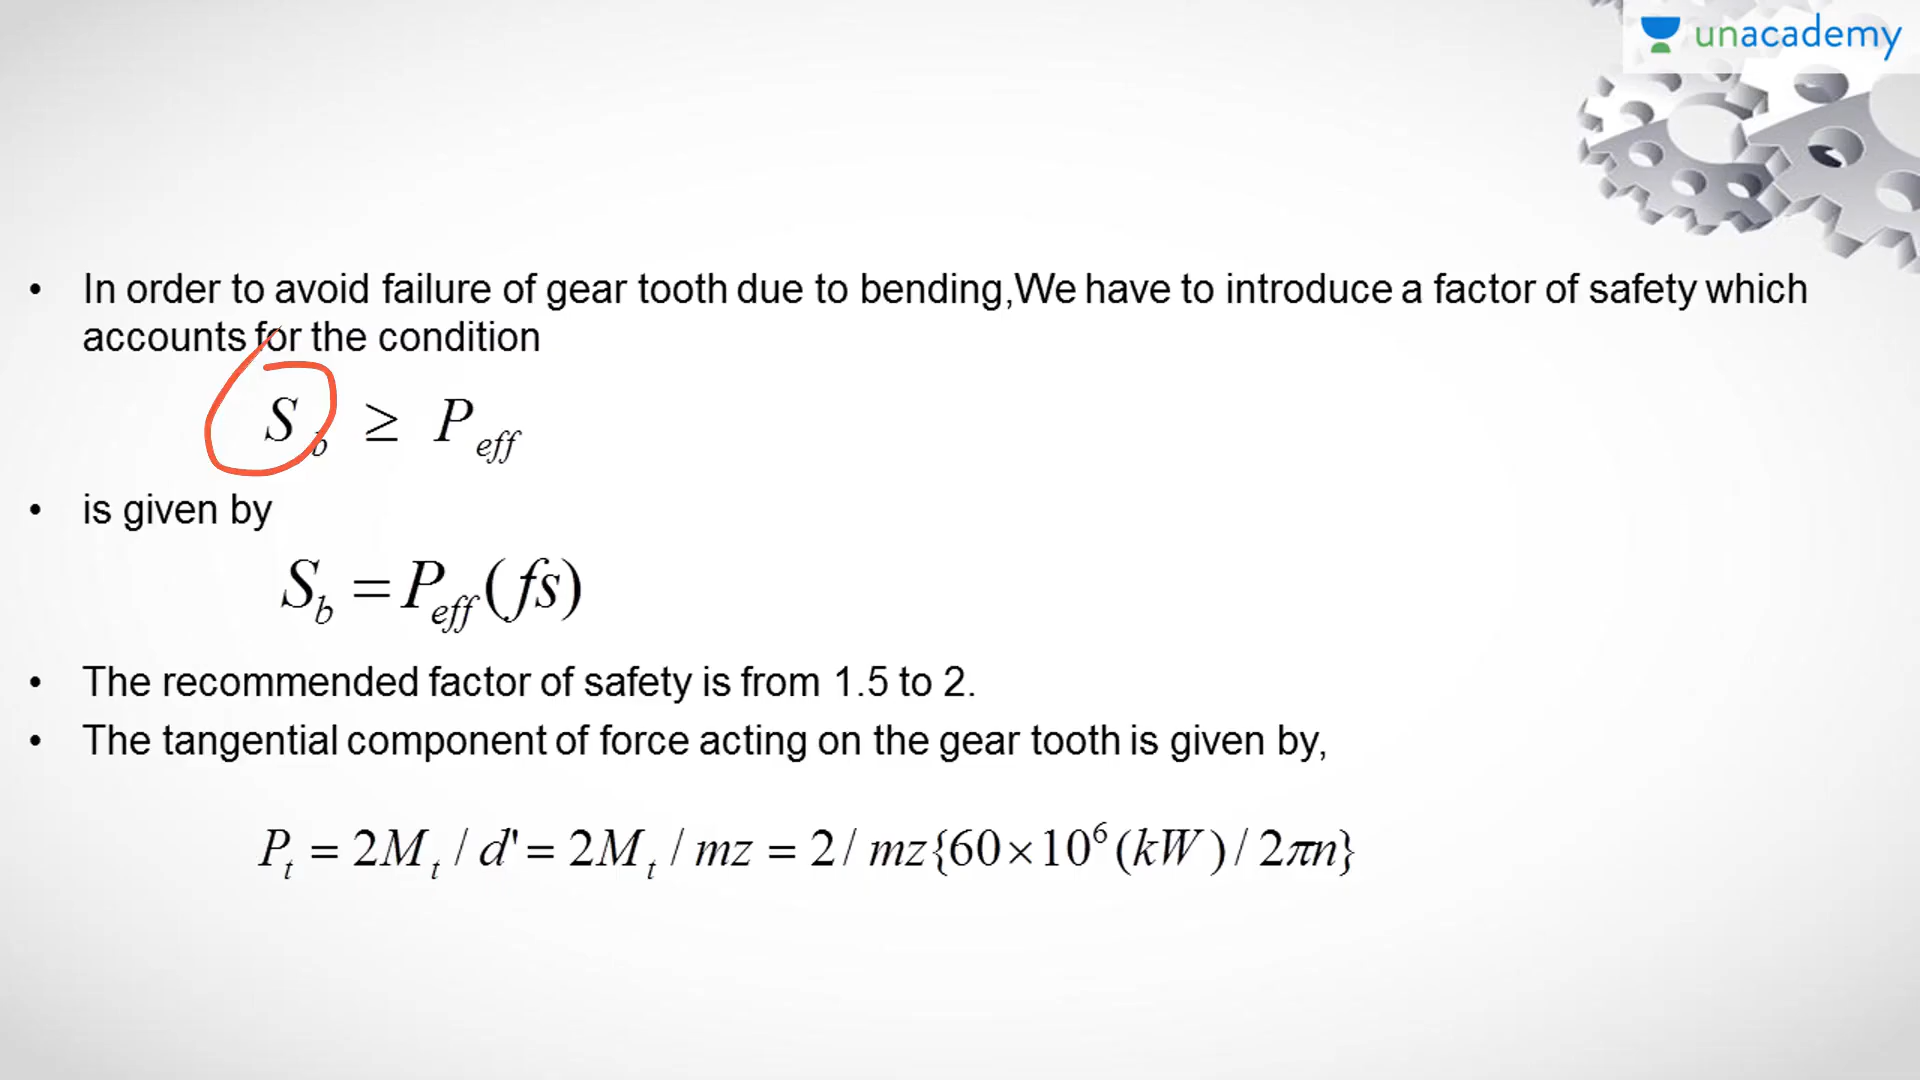 unacademy
• In order to avoid failure of gear tooth due to bending,We have to introduce a factor of safety which
accounts for the condition
S_b ≥ P_eff
• is given by
S_b = P_eff (fs)
• The recommended factor of safety is from 1.5 to 2.
• The tangential component of force acting on the gear tooth is given by,
P_t = 2M_t / d' = 2M_t / mz = 2 / mz{60×10⁶(kW) / 2πn}